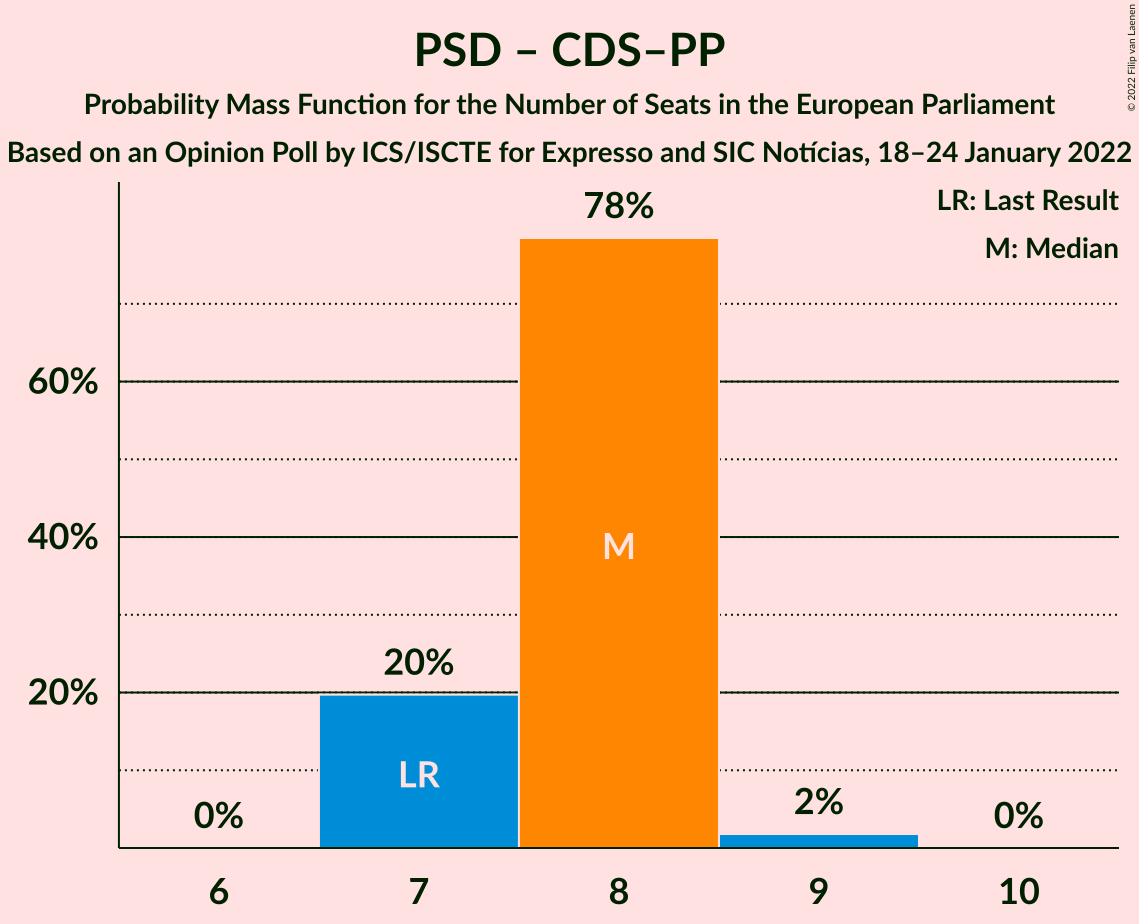 PSD – CDS–PP
Probability Mass Function for the Number of Seats in the European Parliament
Based on an Opinion Poll by ICS/ISCTE for Expresso and SIC Notícias, 18–24 January 2022
© 2022 Filip van Laenen
LR: Last Result
M: Median
78%
60%
40%
M
20%
20%
LR
0%
2%
0%
6 7 8 9 10